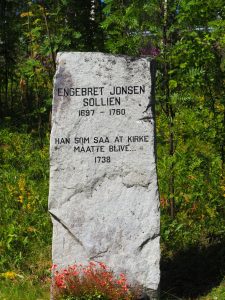 ENGEBRET JONSEN
SOLLIEN
1697 - 1760
HAN SOM SAA AT KIRKE
MAATTE BLIVE...
1738